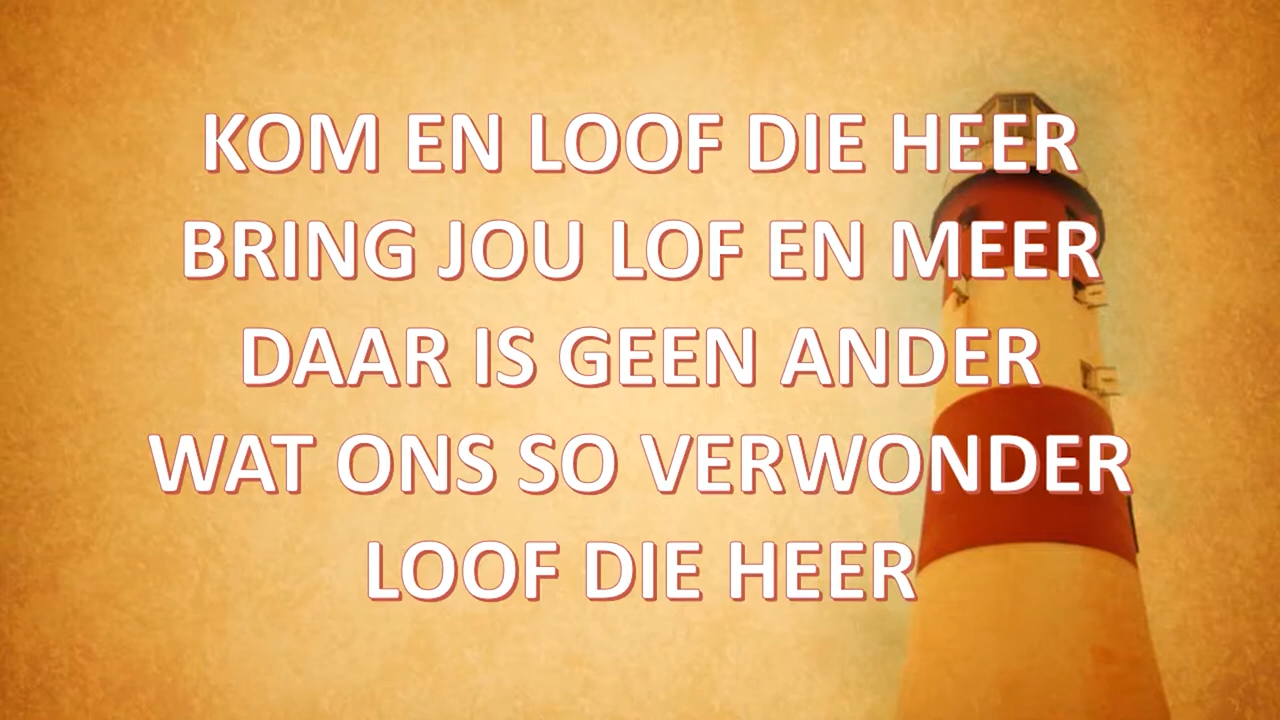 KOM EN LOOF DIE HEER
BRING JOU LOF EN MEER
DAAR IS GEEN ANDER
WAT ONS SO VERWONDER
LOOF DIE HEER